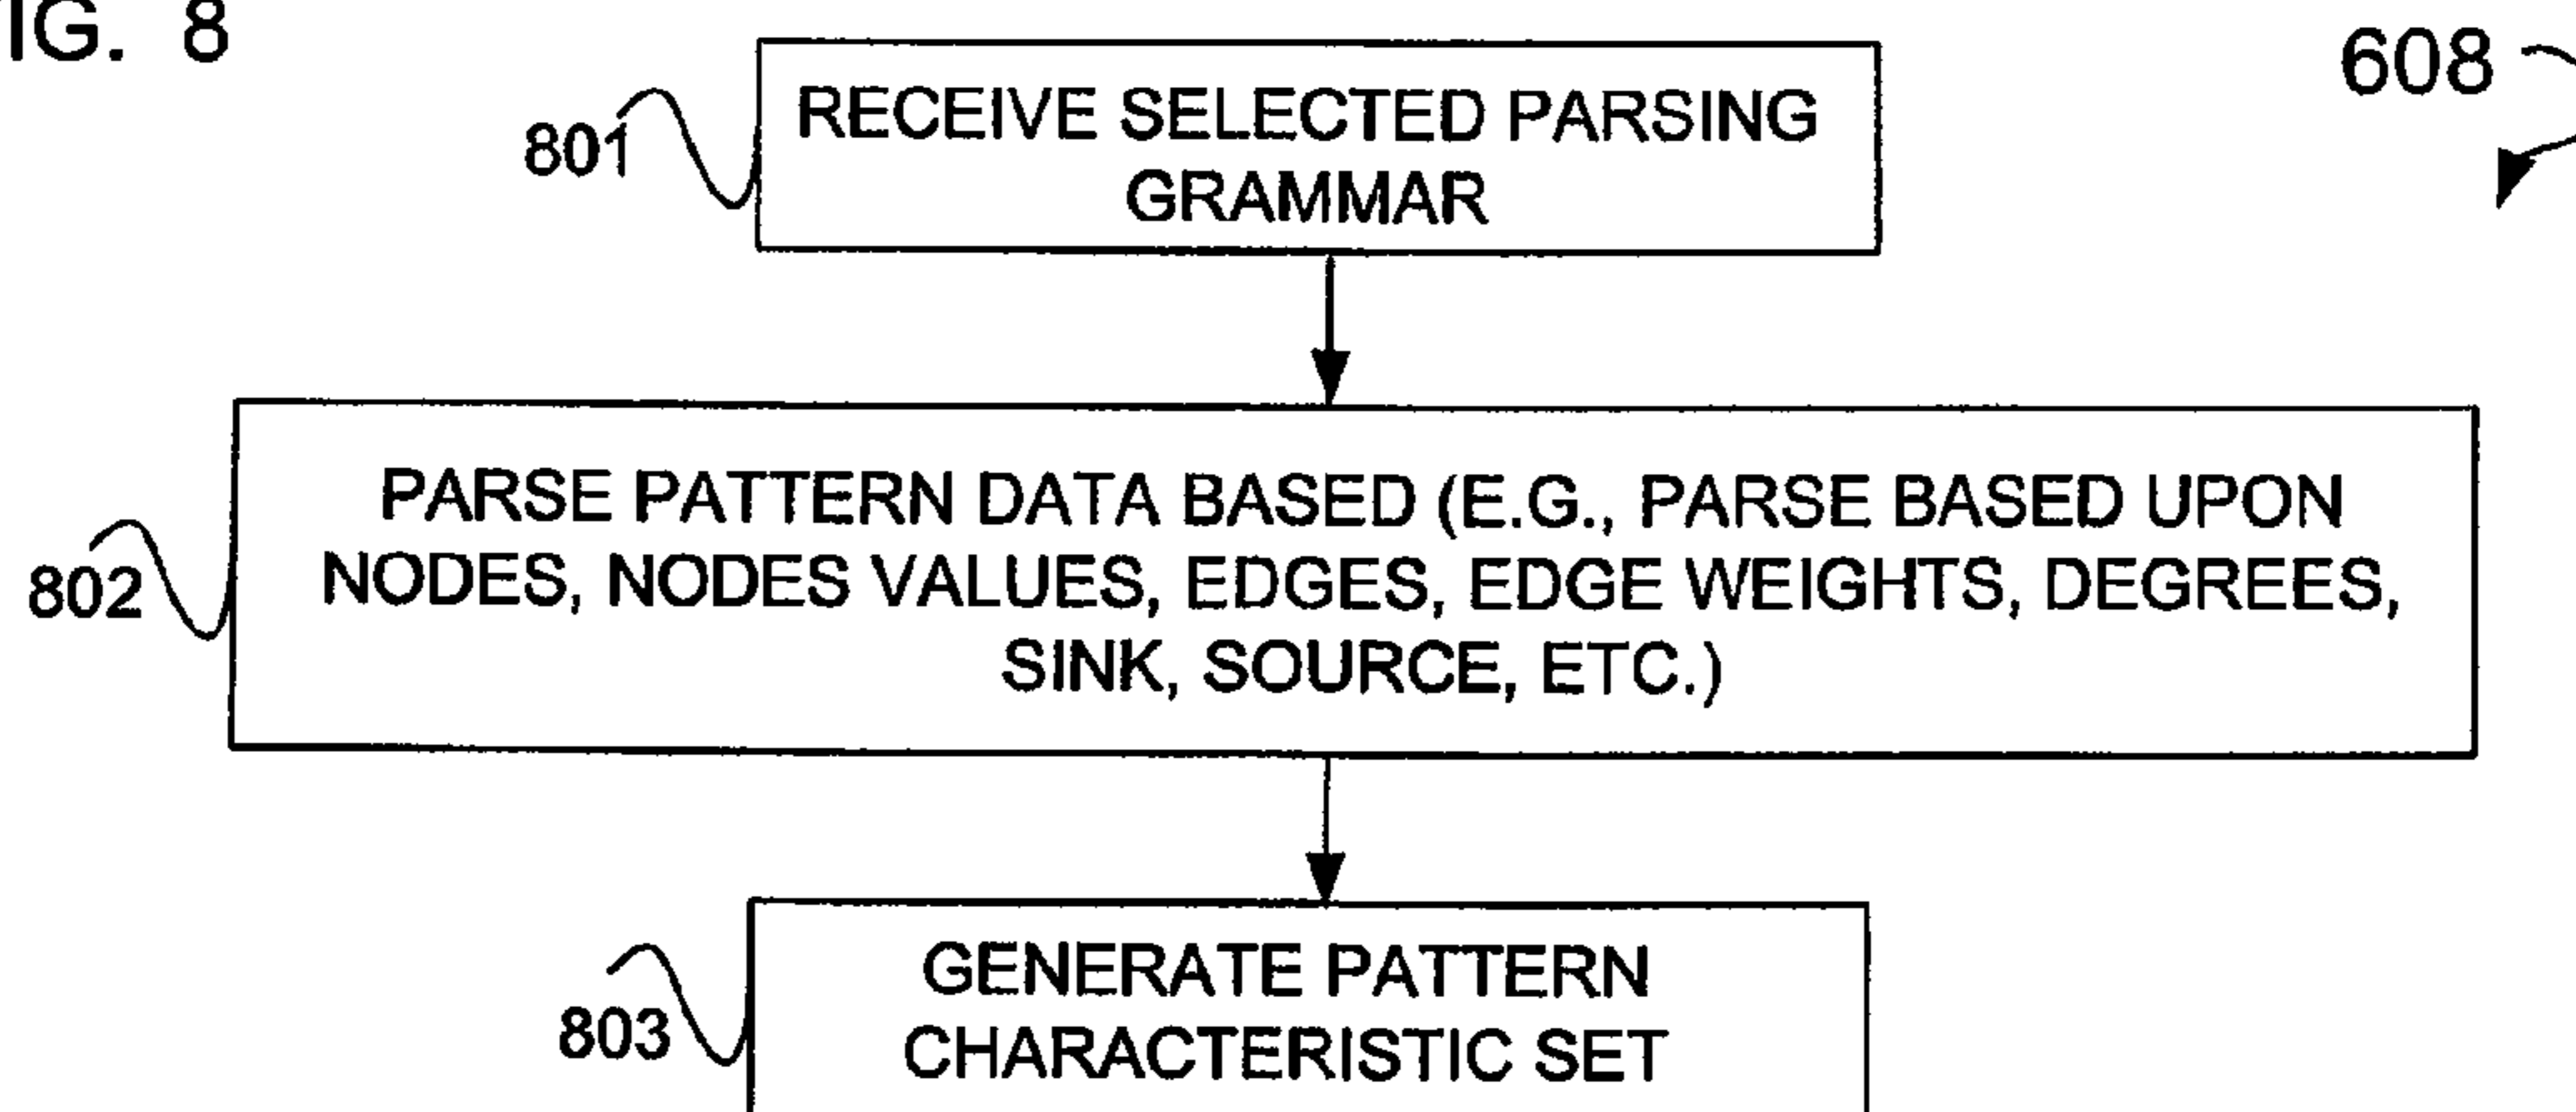 IG. 8
608
801
RECEIVE SELECTED PARSING
GRAMMAR
802
PARSE PATTERN DATA BASED (E.G., PARSE BASED UPON
NODES, NODES VALUES, EDGES, EDGE WEIGHTS, DEGREES,
SINK, SOURCE, ETC.)
803
GENERATE PATTERN
CHARACTERISTIC SET